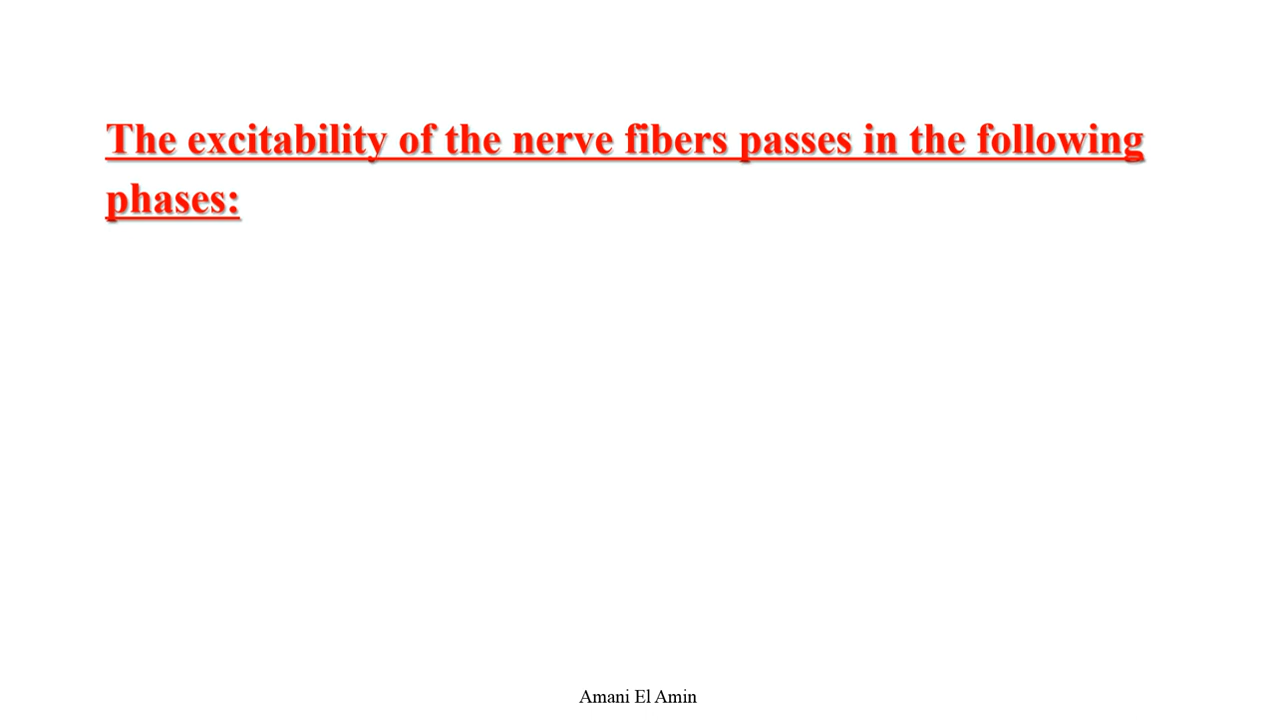 The excitability of the nerve fibers passes in the following
phases:
Amani El Amin